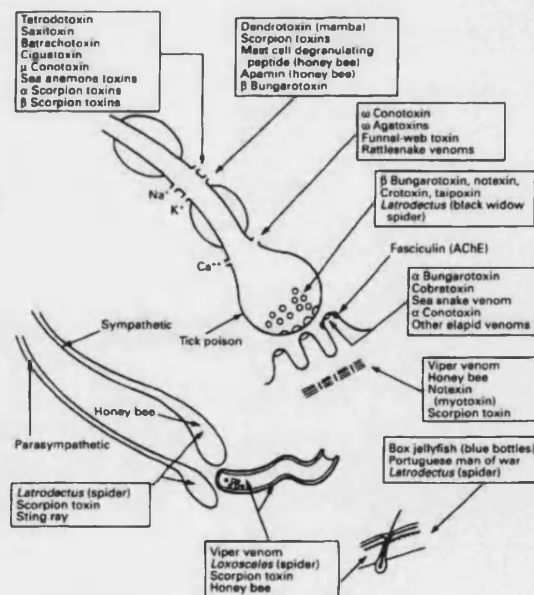 Tetrodotoxin
Saxitoxin
Batrachotoxin
Ciguatoxin
μ Conotoxin
Sea anemone toxins
α Scorpion toxins
β Scorpion toxins
Dendrotoxin (mamba)
Scorpion toxins
Mast cell degranulating
peptide (honey bee)
Apamin (honey bee)
β Bungarotoxin
ω Conotoxin
ω Agatoxins
Funnel-web toxin
Rattlesnake venoms
β Bungarotoxin, notexin,
Crotoxin, taipoxin
Latrodectus (black widow
spider)
Na⁺
K⁺
Ca⁺⁺
Fasciculin (AChE)
α Bungarotoxin
Cobratoxin
Sea snake venom
α Conotoxin
Other elapid venoms
Sympathetic
Tick poison
Viper venom
Honey bee
Notexin
(myotoxin)
Scorpion toxin
Honey bee
Parasympathetic
Box jellyfish (blue bottles)
Portuguese man of war
Latrodectus (spider)
Latrodectus (spider)
Scorpion toxin
Sting ray
Viper venom
Loxosceles (spider)
Scorpion toxin
Honey bee